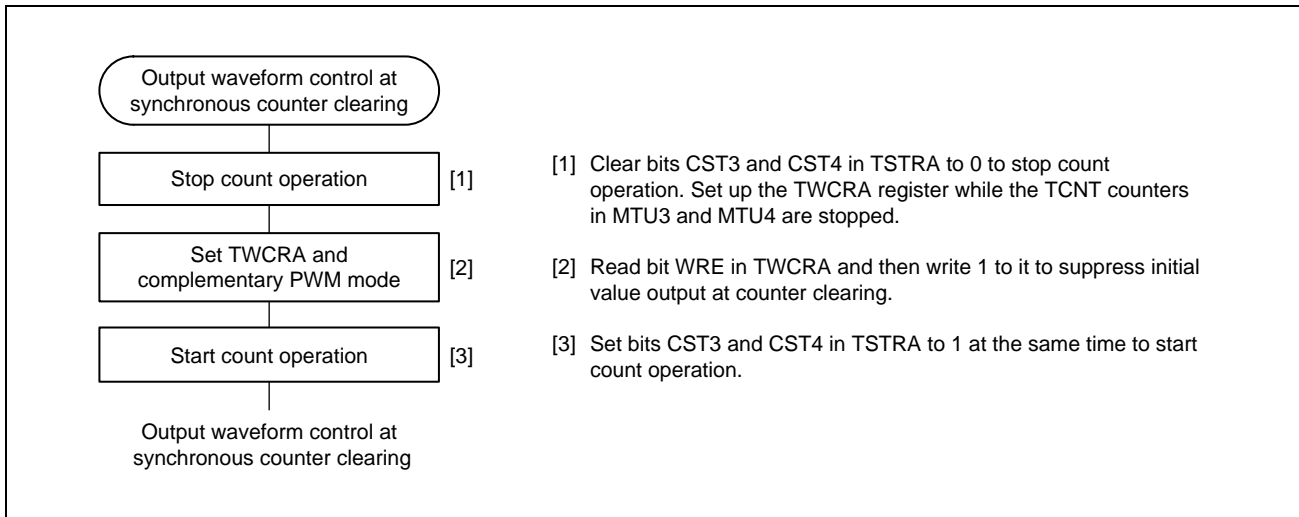 Output waveform control at
synchronous counter clearing
Stop count operation
[1]
Set TWCRA and
complementary PWM mode
[2]
Start count operation
[3]
Output waveform control at
synchronous counter clearing
[1] Clear bits CST3 and CST4 in TSTRA to 0 to stop count
operation. Set up the TWCRA register while the TCNT counters
in MTU3 and MTU4 are stopped.
[2] Read bit WRE in TWCRA and then write 1 to it to suppress initial
value output at counter clearing.
[3] Set bits CST3 and CST4 in TSTRA to 1 at the same time to start
count operation.